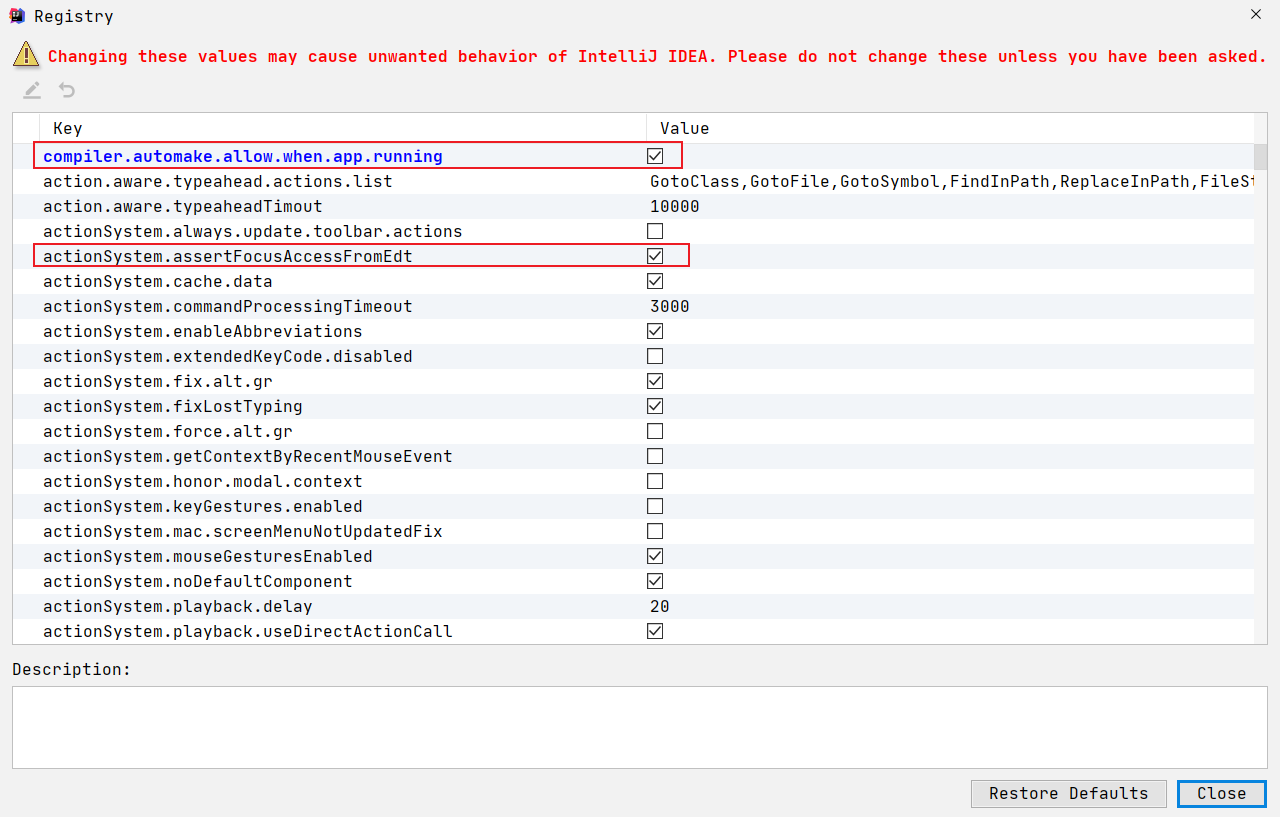 Registry
Changing these values may cause unwanted behavior of IntelliJ IDEA. Please do not change these unless you have been asked.
Key Value
compiler.automake.allow.when.app.running
action.aware.typeahead.actions.list GotoClass,GotoFile,GotoSymbol,FindInPath,ReplaceInPath,FileSt
action.aware.typeaheadTimout 10000
actionSystem.always.update.toolbar.actions
actionSystem.assertFocusAccessFromEdt
actionSystem.cache.data
actionSystem.commandProcessingTimeout 3000
actionSystem.enableAbbreviations
actionSystem.extendedKeyCode.disabled
actionSystem.fix.alt.gr
actionSystem.fixLostTyping
actionSystem.force.alt.gr
actionSystem.getContextByRecentMouseEvent
actionSystem.honor.modal.context
actionSystem.keyGestures.enabled
actionSystem.mac.screenMenuNotUpdatedFix
actionSystem.mouseGesturesEnabled
actionSystem.noDefaultComponent
actionSystem.playback.delay 20
actionSystem.playback.useDirectActionCall
Description:
Restore Defaults Close